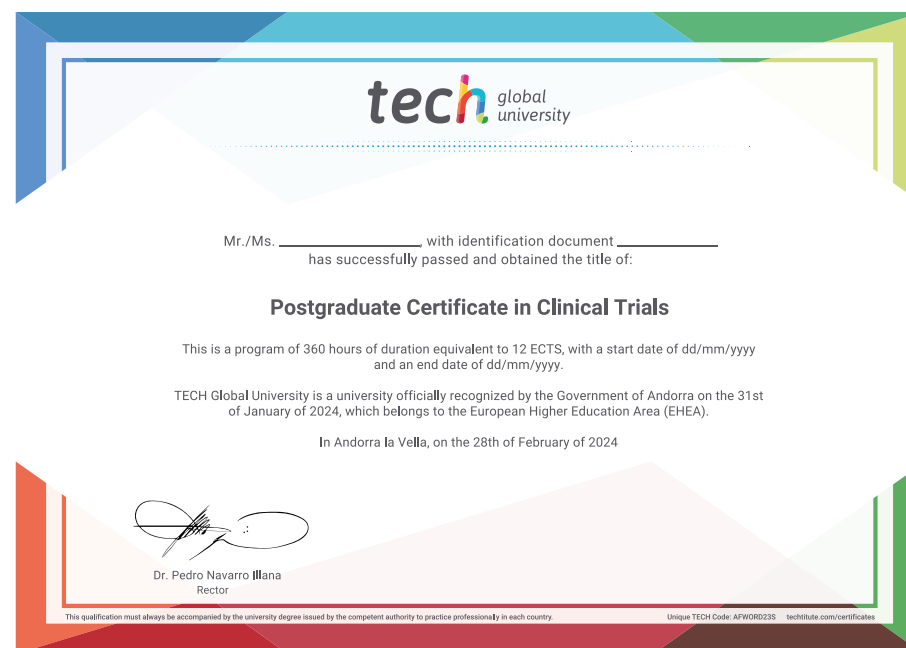 tech global university
Mr./Ms. ____________________, with identification document ______________
has successfully passed and obtained the title of:
Postgraduate Certificate in Clinical Trials
This is a program of 360 hours of duration equivalent to 12 ECTS, with a start date of dd/mm/yyyy
and an end date of dd/mm/yyyy.
TECH Global University is a university officially recognized by the Government of Andorra on the 31st
of January of 2024, which belongs to the European Higher Education Area (EHEA).
In Andorra la Vella, on the 28th of February of 2024
Dr. Pedro Navarro Illana
Rector
This qualification must always be accompanied by the university degree issued by the competent authority to practice professionally in each country.
Unique TECH Code: AFWORD23S techtitute.com/certificates